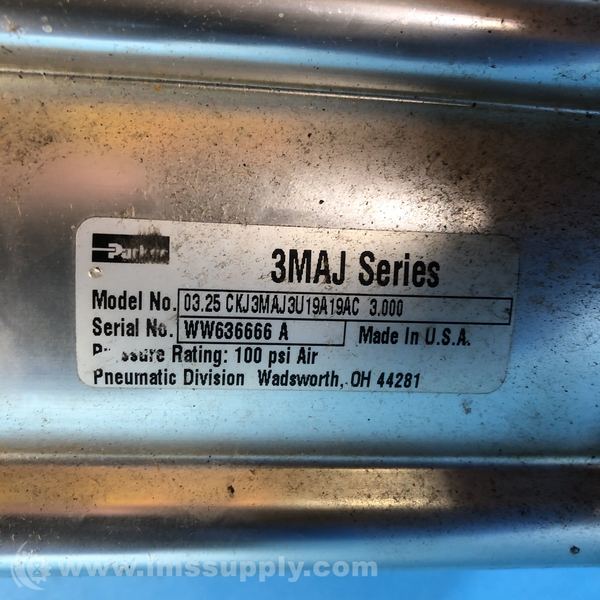 Parker
3MAJ Series
Model No. 03.25 CKJ3MAJ3U19A19AC 3.000
Serial No. WW636666 A Made In U.S.A.
Pressure Rating: 100 psi Air
Pneumatic Division Wadsworth, OH 44281
www.imssupply.com